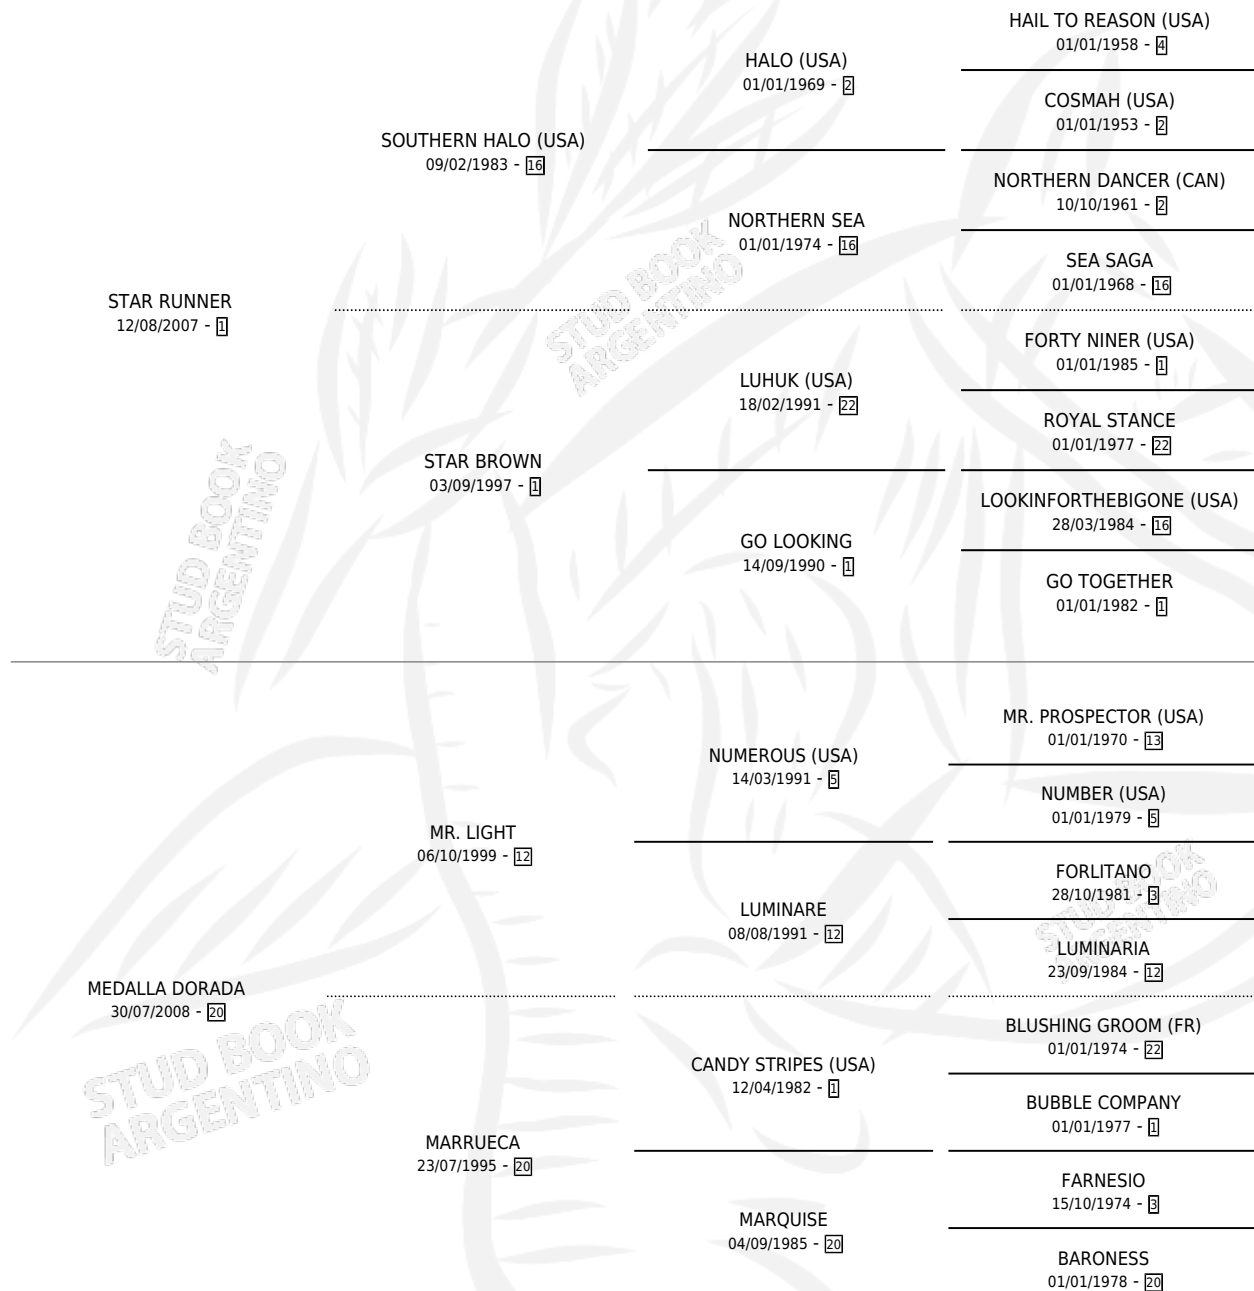 HAIL TO REASON (USA)
01/01/1958 - 4
HALO (USA)
01/01/1969 - 2
COSMAH (USA)
01/01/1953 - 2
SOUTHERN HALO (USA)
09/02/1983 - 16
NORTHERN DANCER (CAN)
10/10/1961 - 2
NORTHERN SEA
01/01/1974 - 16
SEA SAGA
01/01/1968 - 16
STAR RUNNER
12/08/2007 - 1
STUD BOOK
ARGENTINO
FORTY NINER (USA)
01/01/1985 - 1
LUHUK (USA)
18/02/1991 - 22
ROYAL STANCE
01/01/1977 - 22
STAR BROWN
03/09/1997 - 1
LOOKINFORTHEBIGONE (USA)
28/03/1984 - 16
GO LOOKING
14/09/1990 - 1
GO TOGETHER
01/01/1982 - 1
STUD BOOK
ARGENTINO
MR. PROSPECTOR (USA)
01/01/1970 - 13
NUMEROUS (USA)
14/03/1991 - 5
NUMBER (USA)
01/01/1979 - 5
MR. LIGHT
06/10/1999 - 12
FORLITANO
28/10/1981 - 3
LUMINARE
08/08/1991 - 12
STUD BOOK
ARGENTINO
LUMINARIA
23/09/1984 - 12
MEDALLA DORADA
30/07/2008 - 20
BLUSHING GROOM (FR)
01/01/1974 - 22
CANDY STRIPES (USA)
12/04/1982 - 1
STUD BOOK
ARGENTINO
BUBBLE COMPANY
01/01/1977 - 1
MARRUECA
23/07/1995 - 20
FARNESIO
15/10/1974 - 3
MARQUISE
04/09/1985 - 20
BARONESS
01/01/1978 - 20